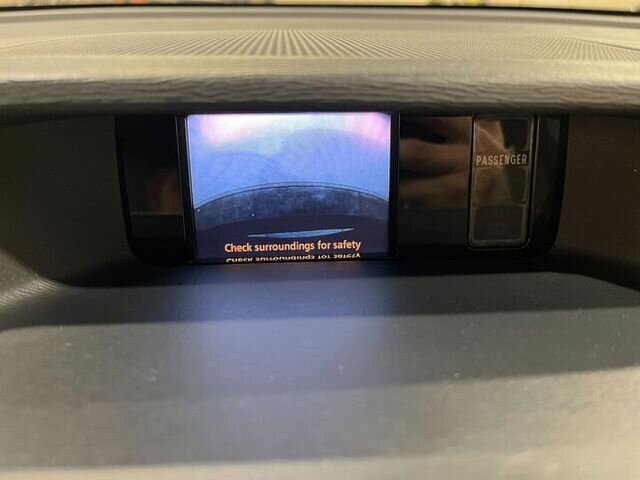 PASSENGER
Check surroundings for safety